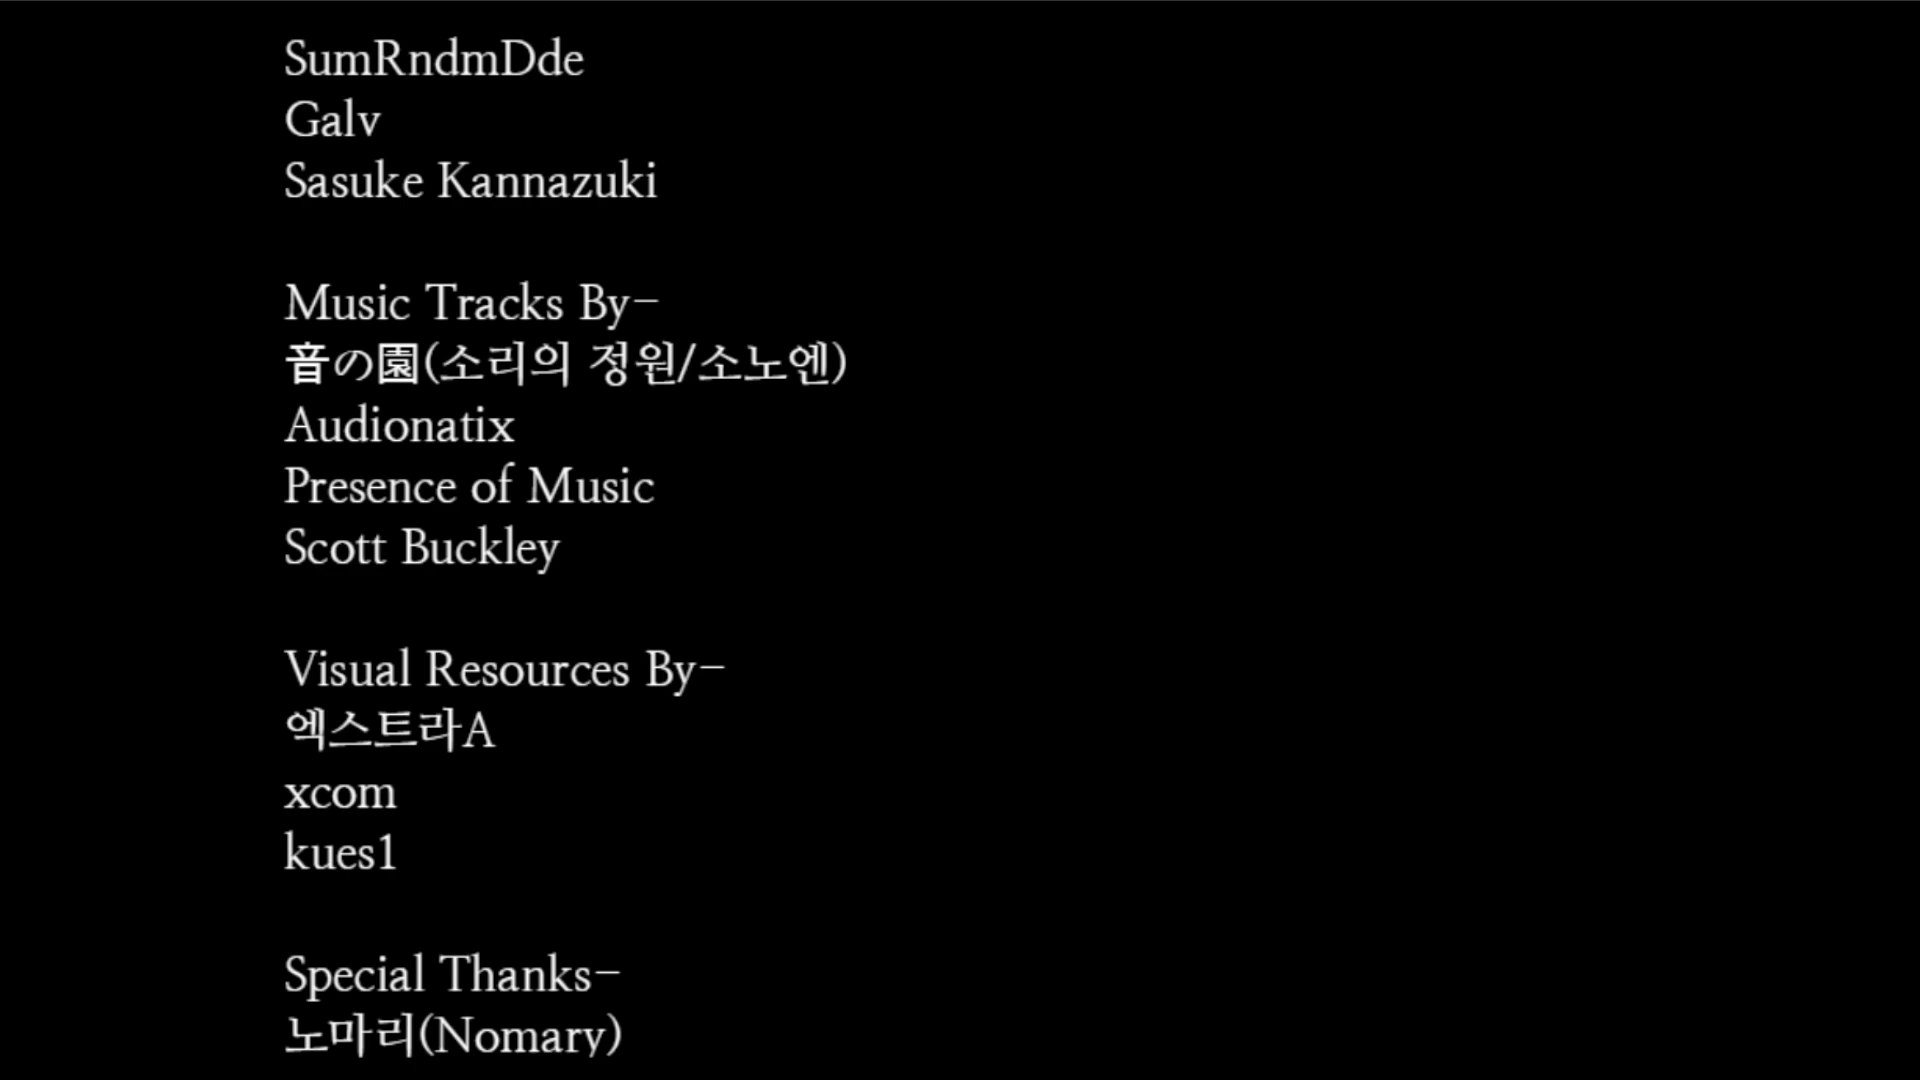 SumRndmDde
Galv
Sasuke Kannazuki
Music Tracks By-
音の園(소리의 정원/소노엔)
Audionatix
Presence of Music
Scott Buckley
Visual Resources By-
엑스트라A
xcom
kues1
Special Thanks-
노마리(Nomary)